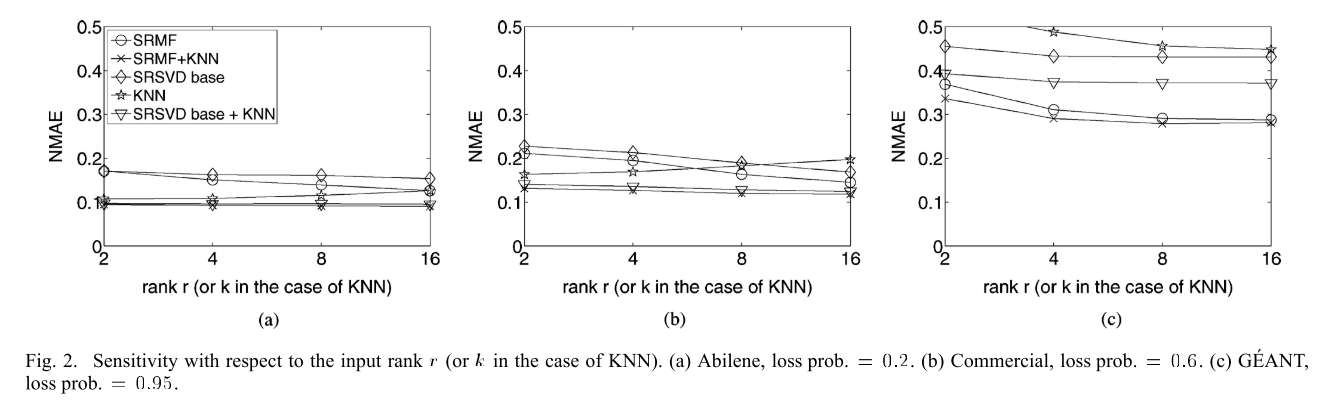 0.5
0.4
0.3
0.2
0.1
0
NMAE
SRMF
SRMF+KNN
SRSVD base
KNN
SRSVD base + KNN
2 4 8 16
rank r (or k in the case of KNN)
(a)
0.5
0.4
0.3
0.2
0.1
0
NMAE
2 4 8 16
rank r (or k in the case of KNN)
(b)
0.5
0.4
0.3
0.2
0.1
0
NMAE
2 4 8 16
rank r (or k in the case of KNN)
(c)
Fig. 2. Sensitivity with respect to the input rank r (or k in the case of KNN). (a) Abilene, loss prob. = 0.2. (b) Commercial, loss prob. = 0.6. (c) GÉANT,
loss prob. = 0.95.